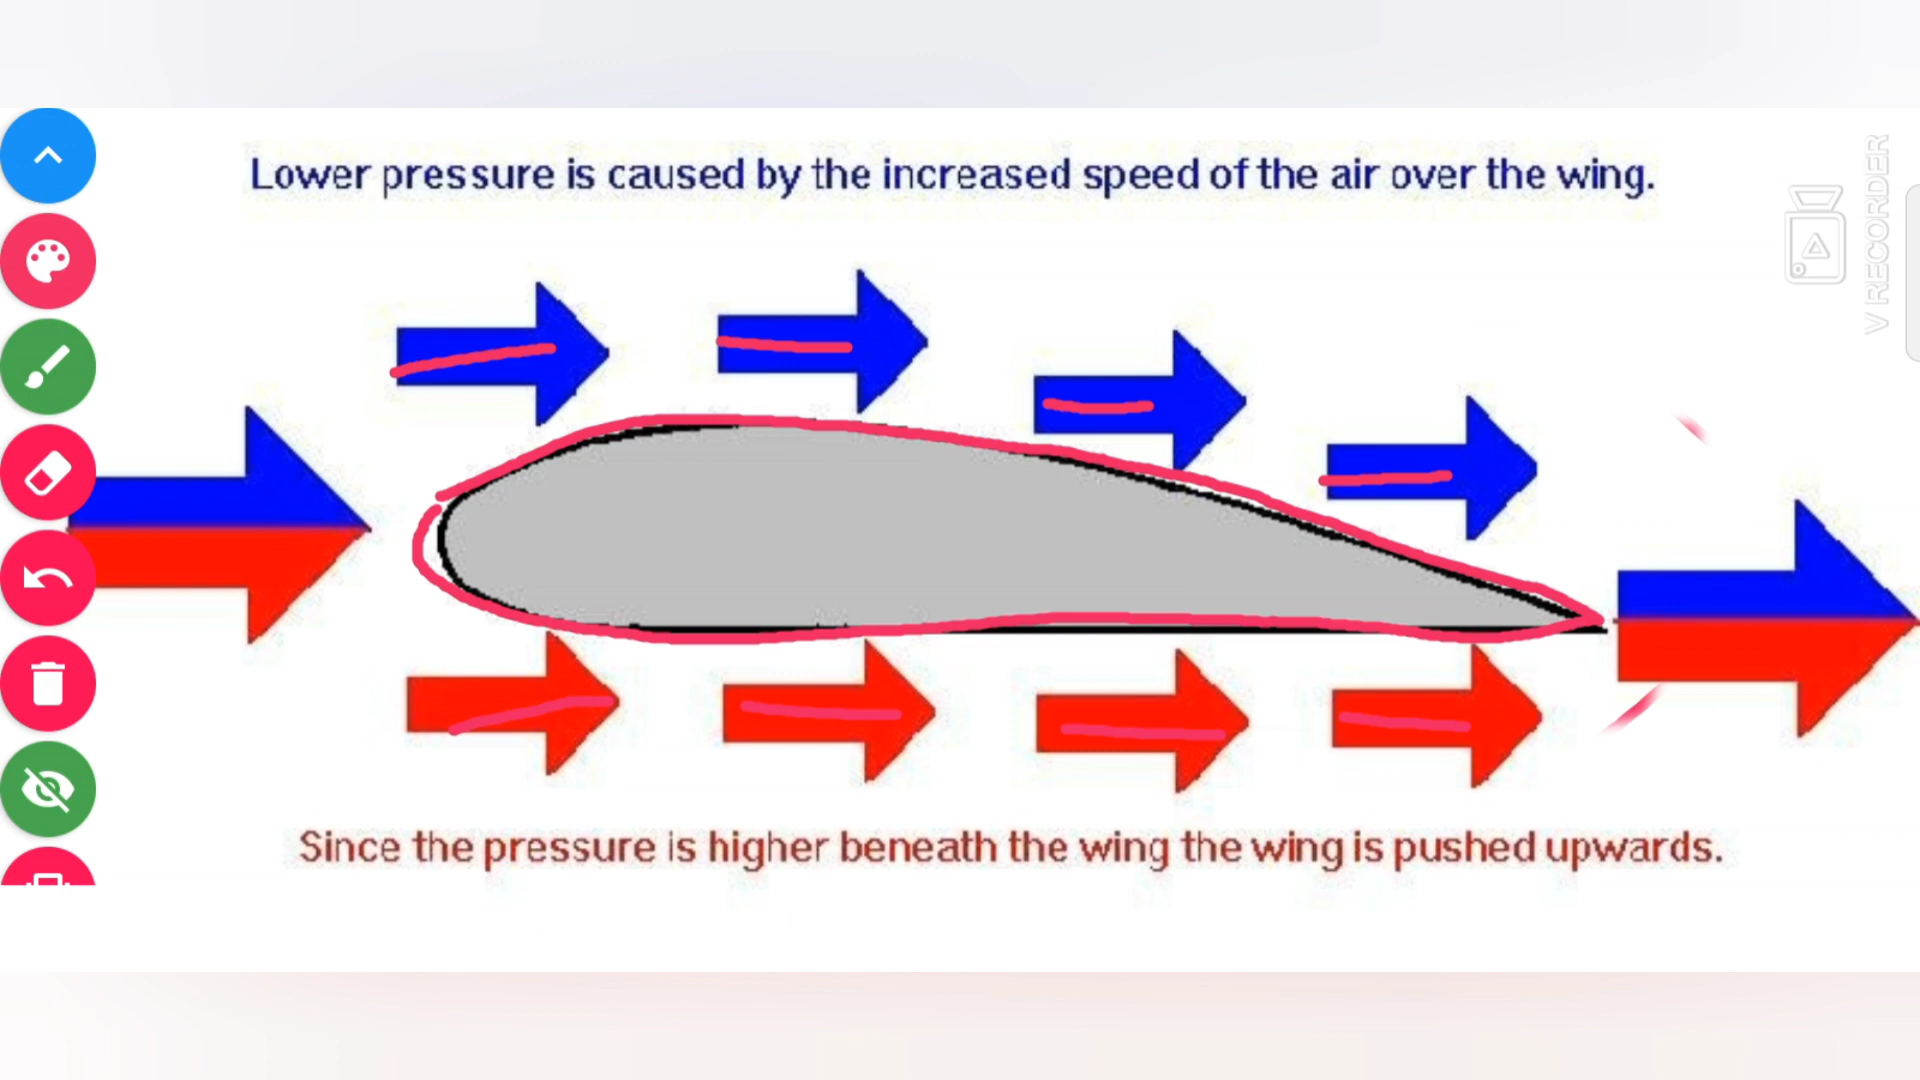 Lower pressure is caused by the increased speed of the air over the wing.
V RECORDER
Since the pressure is higher beneath the wing the wing is pushed upwards.